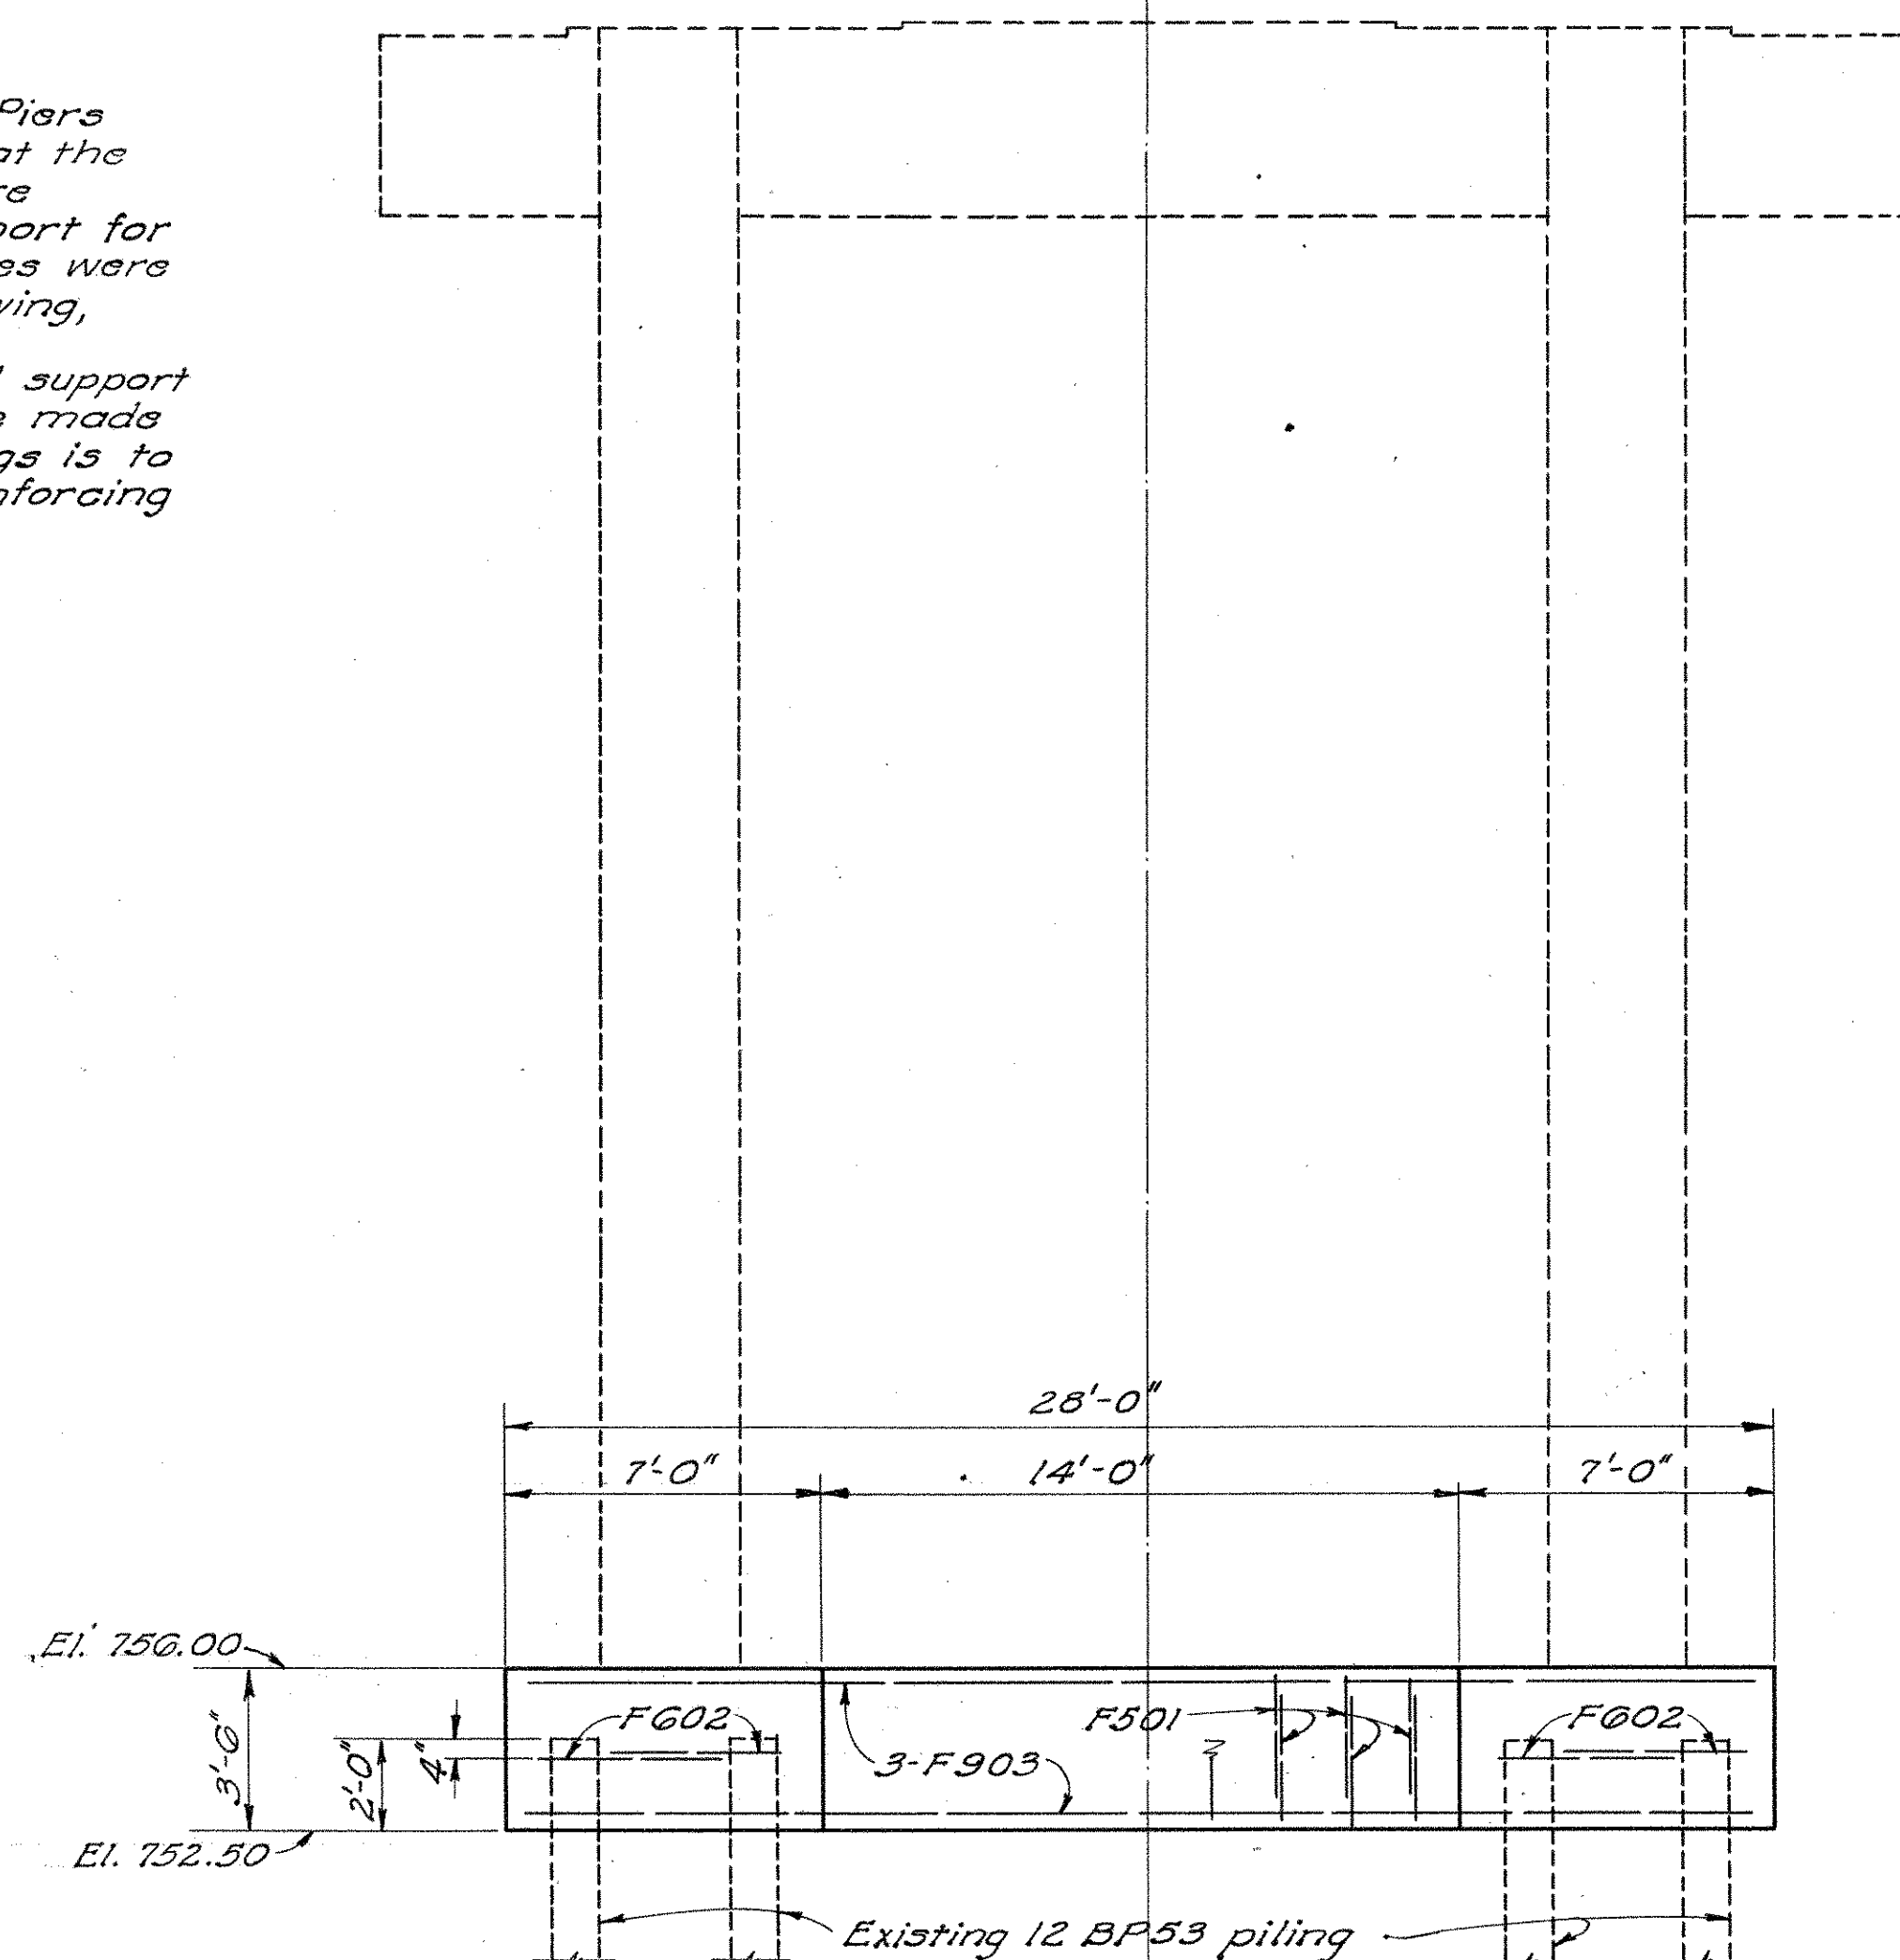 Piers
at the
re
port for
es were
wing,
support
e made
gs is to
nforcing
28'-0"
7'-0" 14'-0" 7'-0"
El. 756.00
F602 F501 F602
3'-6" 2'-0" 4" 3-F903
El. 752.50
Existing 12 BP53 piling